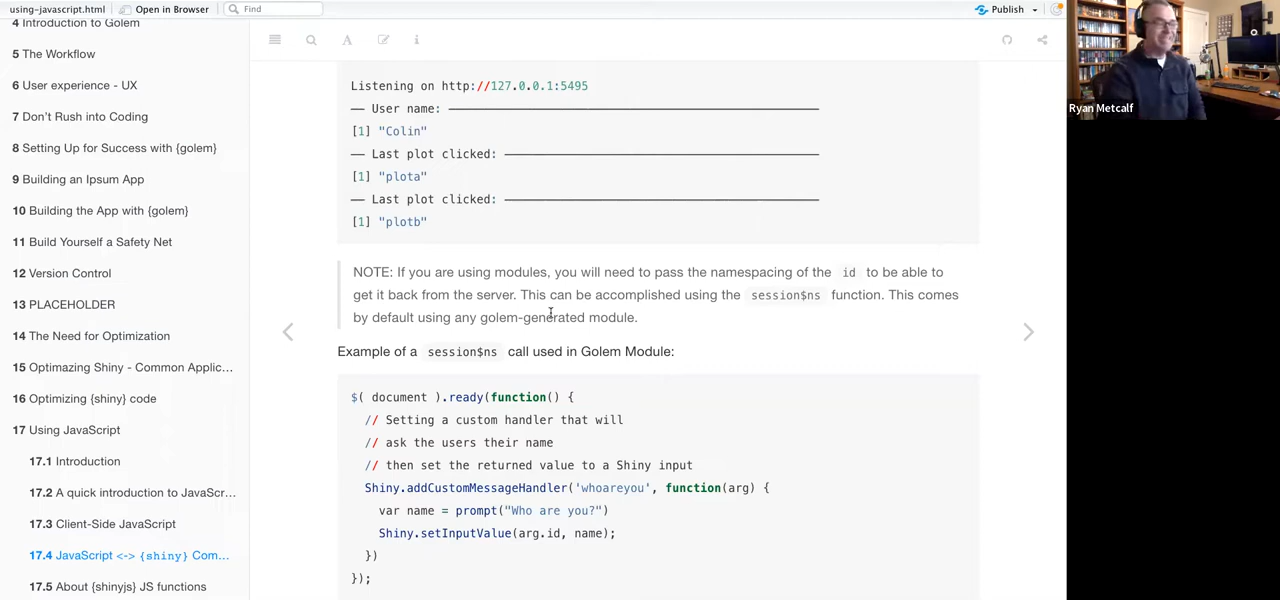 using-javascript.html
Open in Browser
Find
Publish
4 Introduction to Golem
5 The Workflow
6 User experience - UX
7 Don't Rush into Coding
8 Setting Up for Success with {golem}
9 Building an Ipsum App
10 Building the App with {golem}
11 Build Yourself a Safety Net
12 Version Control
13 PLACEHOLDER
14 The Need for Optimization
15 Optimazing Shiny - Common Applic...
16 Optimizing {shiny} code
17 Using JavaScript
17.1 Introduction
17.2 A quick introduction to JavaScr...
17.3 Client-Side JavaScript
17.4 JavaScript <-> {shiny} Com...
17.5 About {shinyjs} JS functions
Listening on http://127.0.0.1:5495
── User name: ──────────────────────────────
[1] "Colin"
── Last plot clicked: ──────────────────────────────
[1] "plota"
── Last plot clicked: ──────────────────────────────
[1] "plotb"
NOTE: If you are using modules, you will need to pass the namespacing of the id to be able to
get it back from the server. This can be accomplished using the session$ns function. This comes
by default using any golem-generated module.
Example of a session$ns call used in Golem Module:
$( document ).ready(function() {
// Setting a custom handler that will
// ask the users their name
// then set the returned value to a Shiny input
Shiny.addCustomMessageHandler('whoareyou', function(arg) {
var name = prompt("Who are you?")
Shiny.setInputValue(arg.id, name);
})
});
Ryan Metcalf